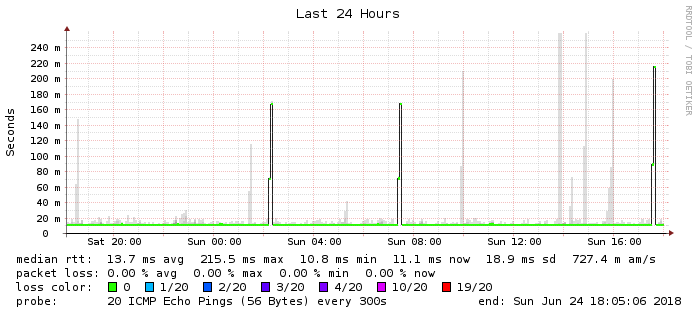 Last 24 Hours
RRDTOOL / TOBI OETIKER
Seconds
240 m
220 m
200 m
180 m
160 m
140 m
120 m
100 m
80 m
60 m
40 m
20 m
0
Sat 20:00 Sun 00:00 Sun 04:00 Sun 08:00 Sun 12:00 Sun 16:00
median rtt: 13.7 ms avg 215.5 ms max 10.8 ms min 11.1 ms now 18.9 ms sd 727.4 m am/s
packet loss: 0.00 % avg 0.00 % max 0.00 % min 0.00 % now
loss color: 0 1/20 2/20 3/20 4/20 10/20 19/20
probe: 20 ICMP Echo Pings (56 Bytes) every 300s end: Sun Jun 24 18:05:06 2018